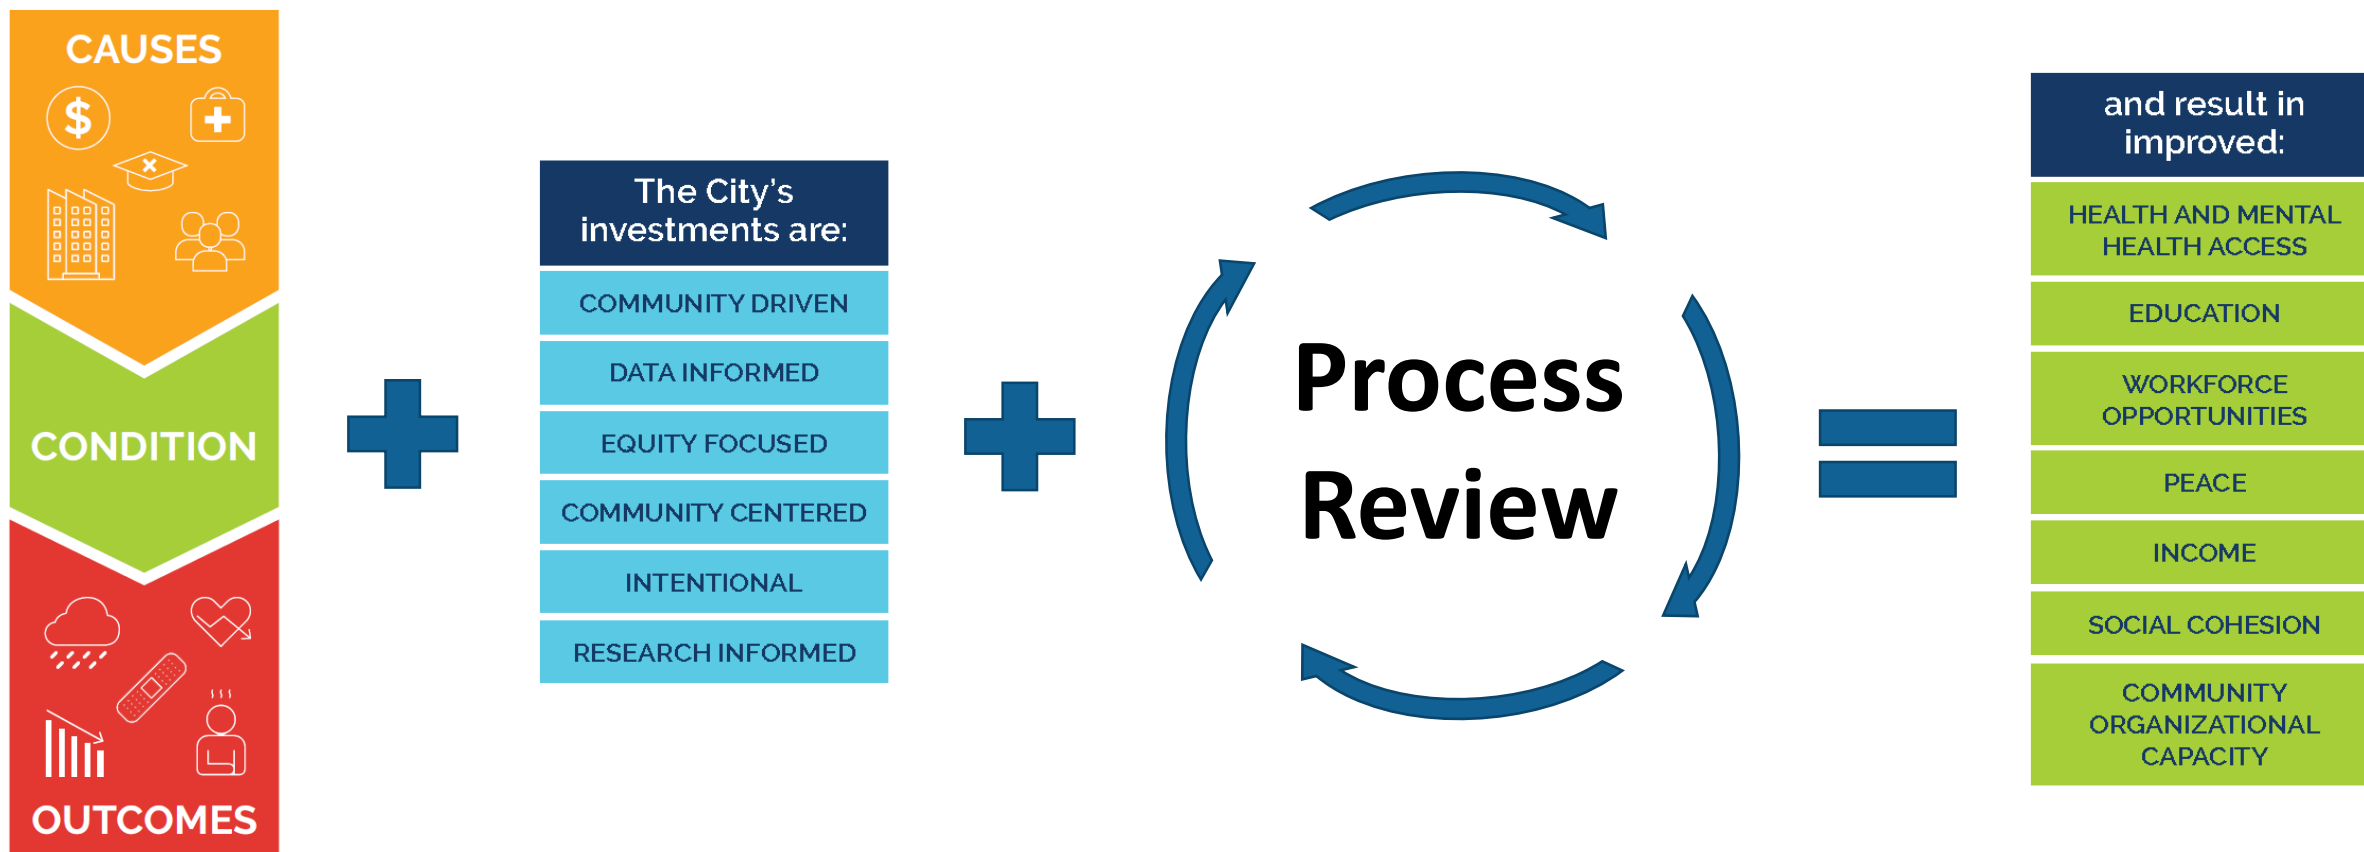 CAUSES
$
CONDITION
OUTCOMES
The City's
investments are:
COMMUNITY DRIVEN
DATA INFORMED
EQUITY FOCUSED
COMMUNITY CENTERED
INTENTIONAL
RESEARCH INFORMED
Process
Review
and result in
improved:
HEALTH AND MENTAL
HEALTH ACCESS
EDUCATION
WORKFORCE
OPPORTUNITIES
PEACE
INCOME
SOCIAL COHESION
COMMUNITY
ORGANIZATIONAL
CAPACITY